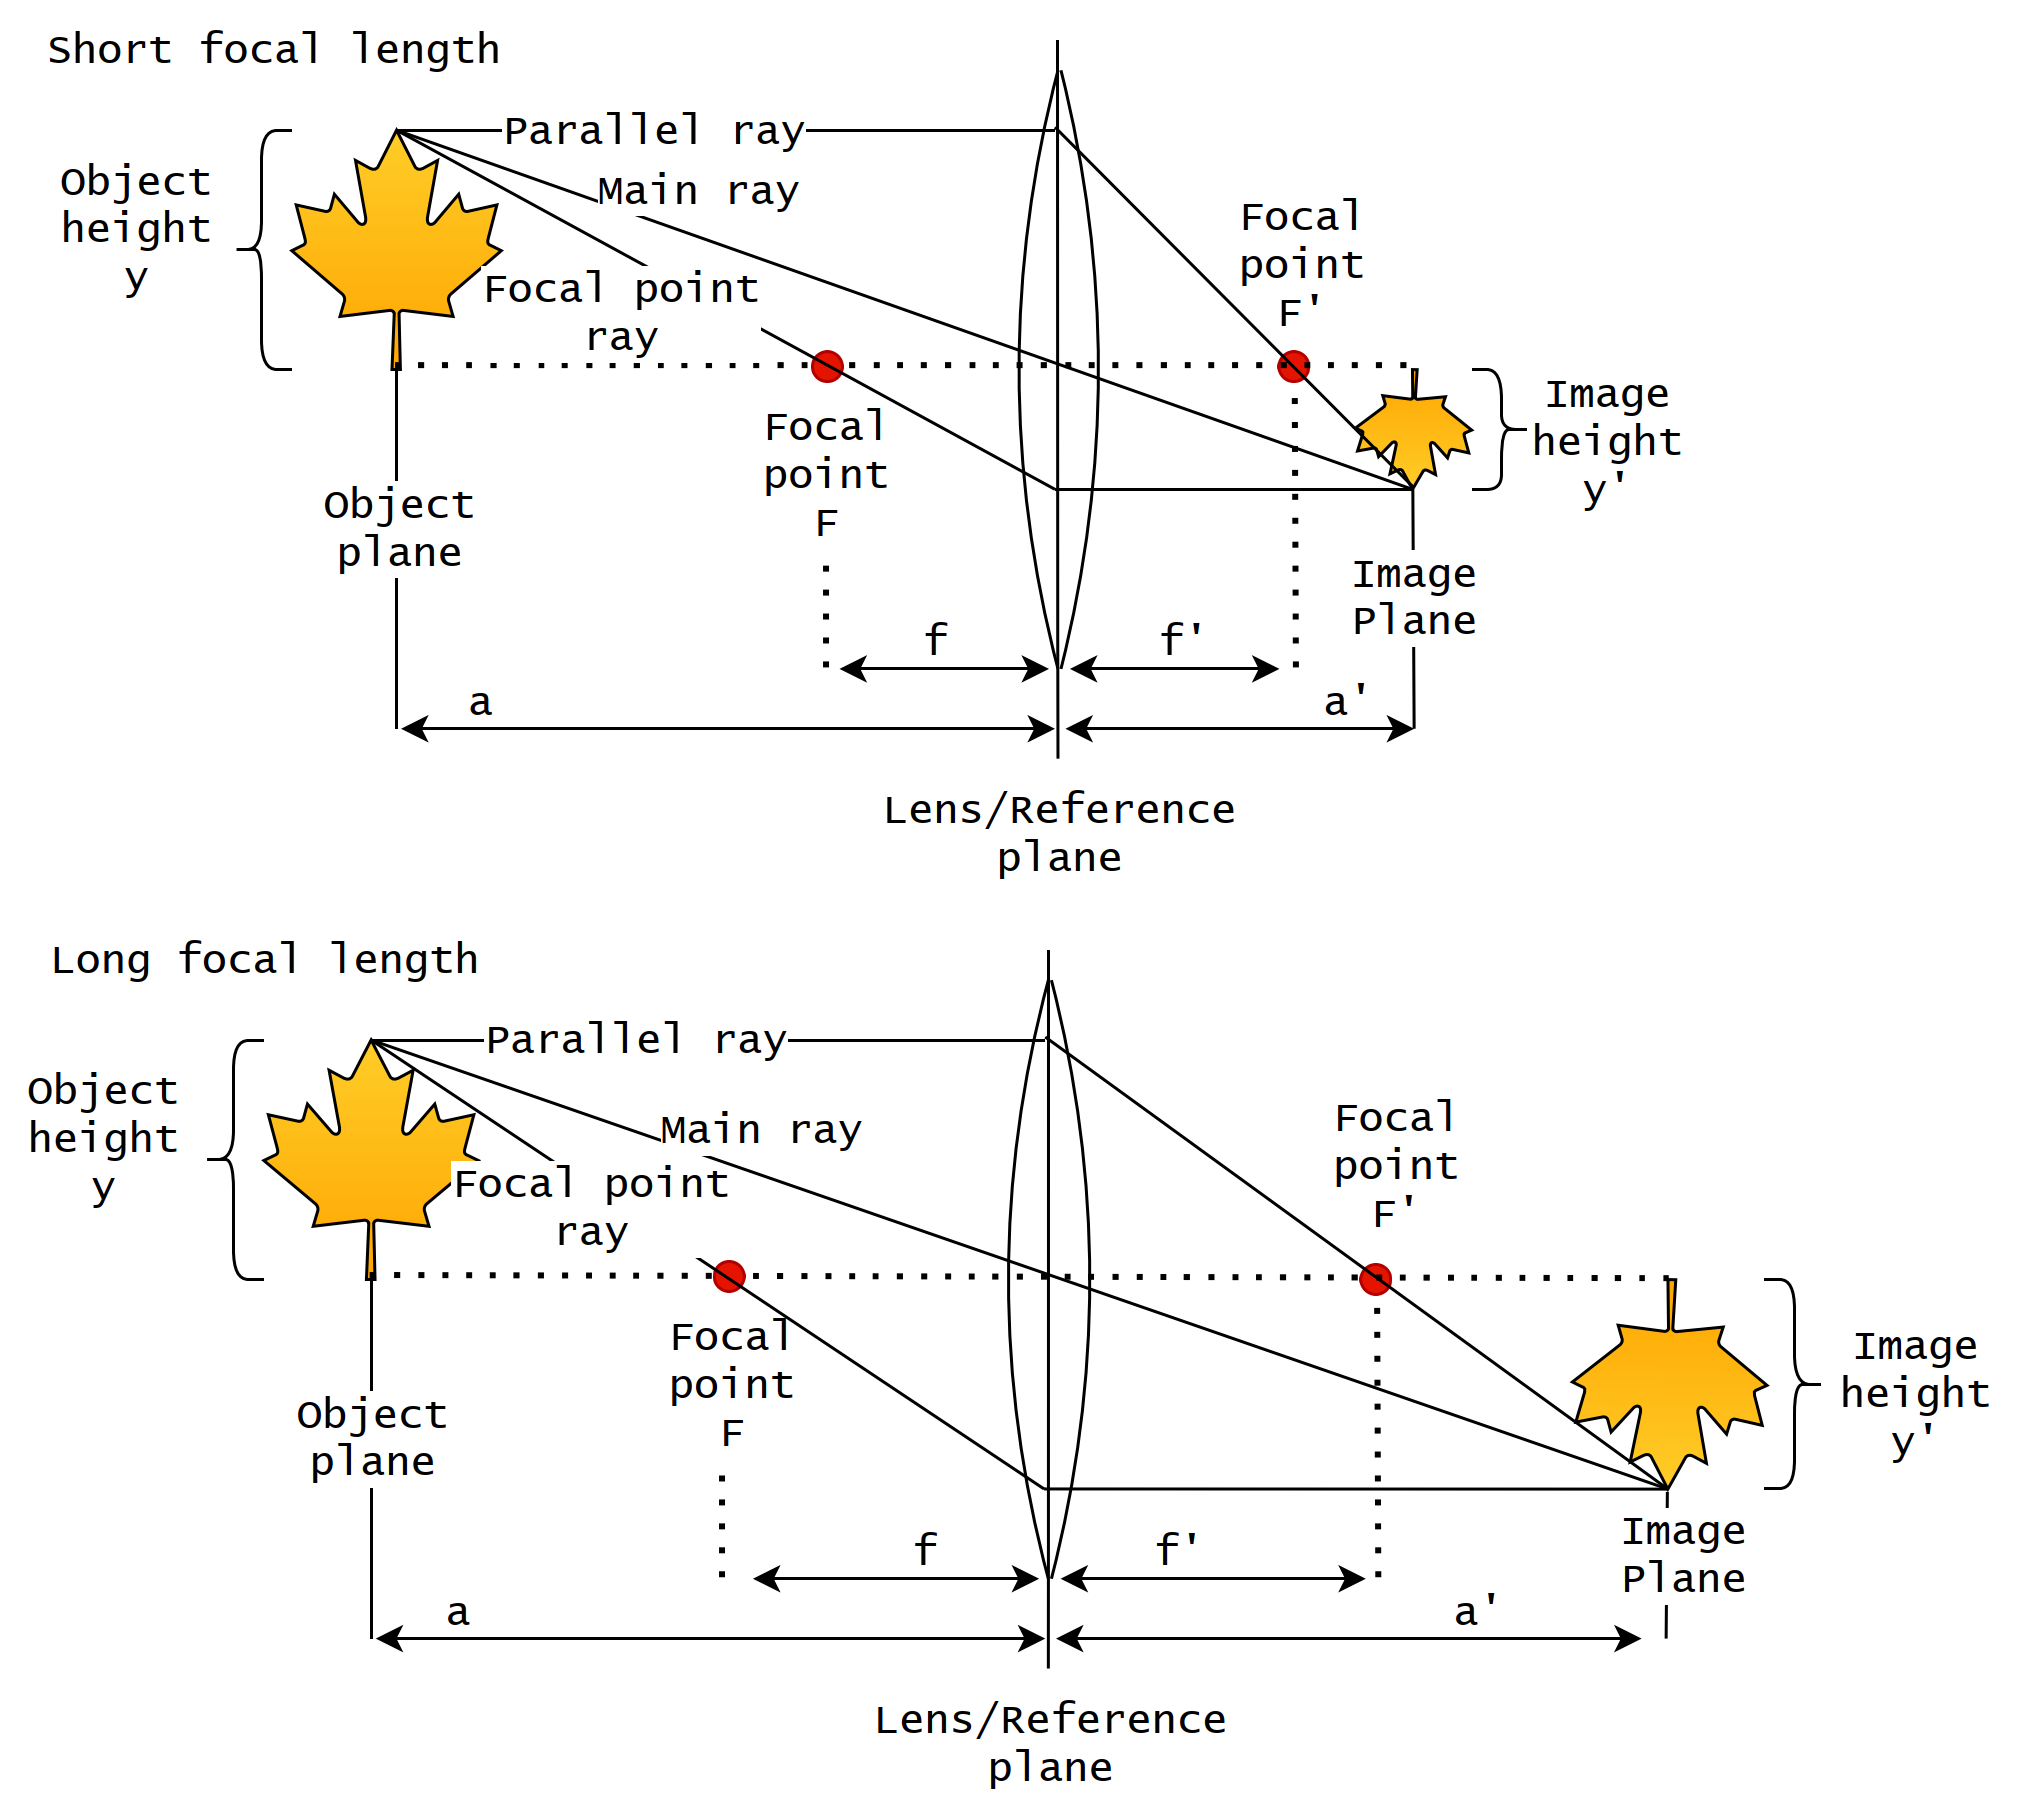 Short focal length
Parallel ray
Object
height
y
Main ray
Focal point
ray
Focal
point
F'
Focal
point
F
Image
height
y'
Object
plane
Image
Plane
f
f'
a
a'
Lens/Reference
plane
Long focal length
Parallel ray
Object
height
y
Main ray
Focal point
ray
Focal
point
F'
Focal
point
F
Image
height
y'
Object
plane
Image
Plane
f
f'
a
a'
Lens/Reference
plane